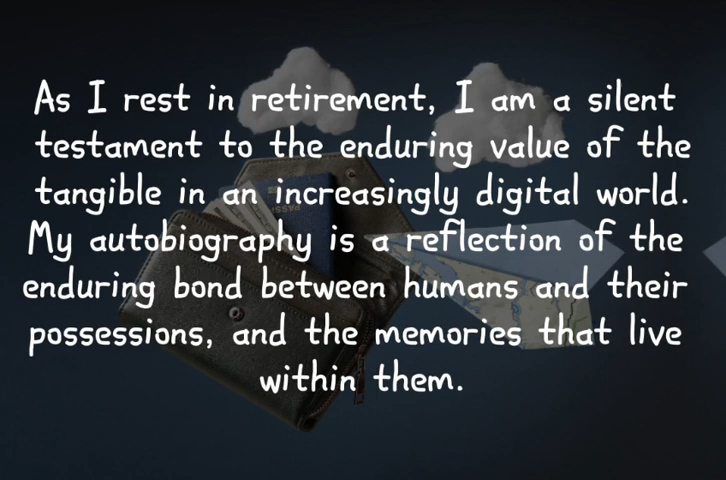 As I rest in retirement, I am a silent
testament to the enduring value of the
tangible in an increasingly digital world.
My autobiography is a reflection of the
enduring bond between humans and their
possessions, and the memories that live
within them.